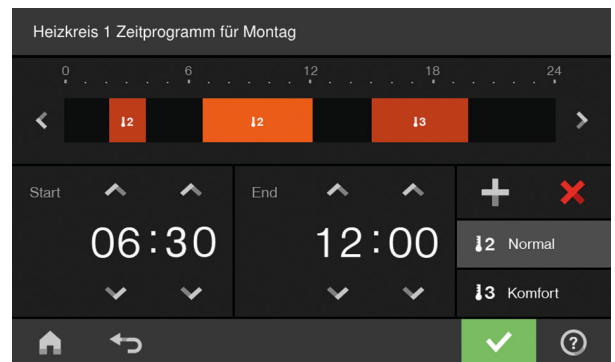 Heizkreis 1 Zeitprogramm für Montag
0 6 12 18 24
2 2 3
Start 06:30 End 12:00
2 Normal
3 Komfort
?